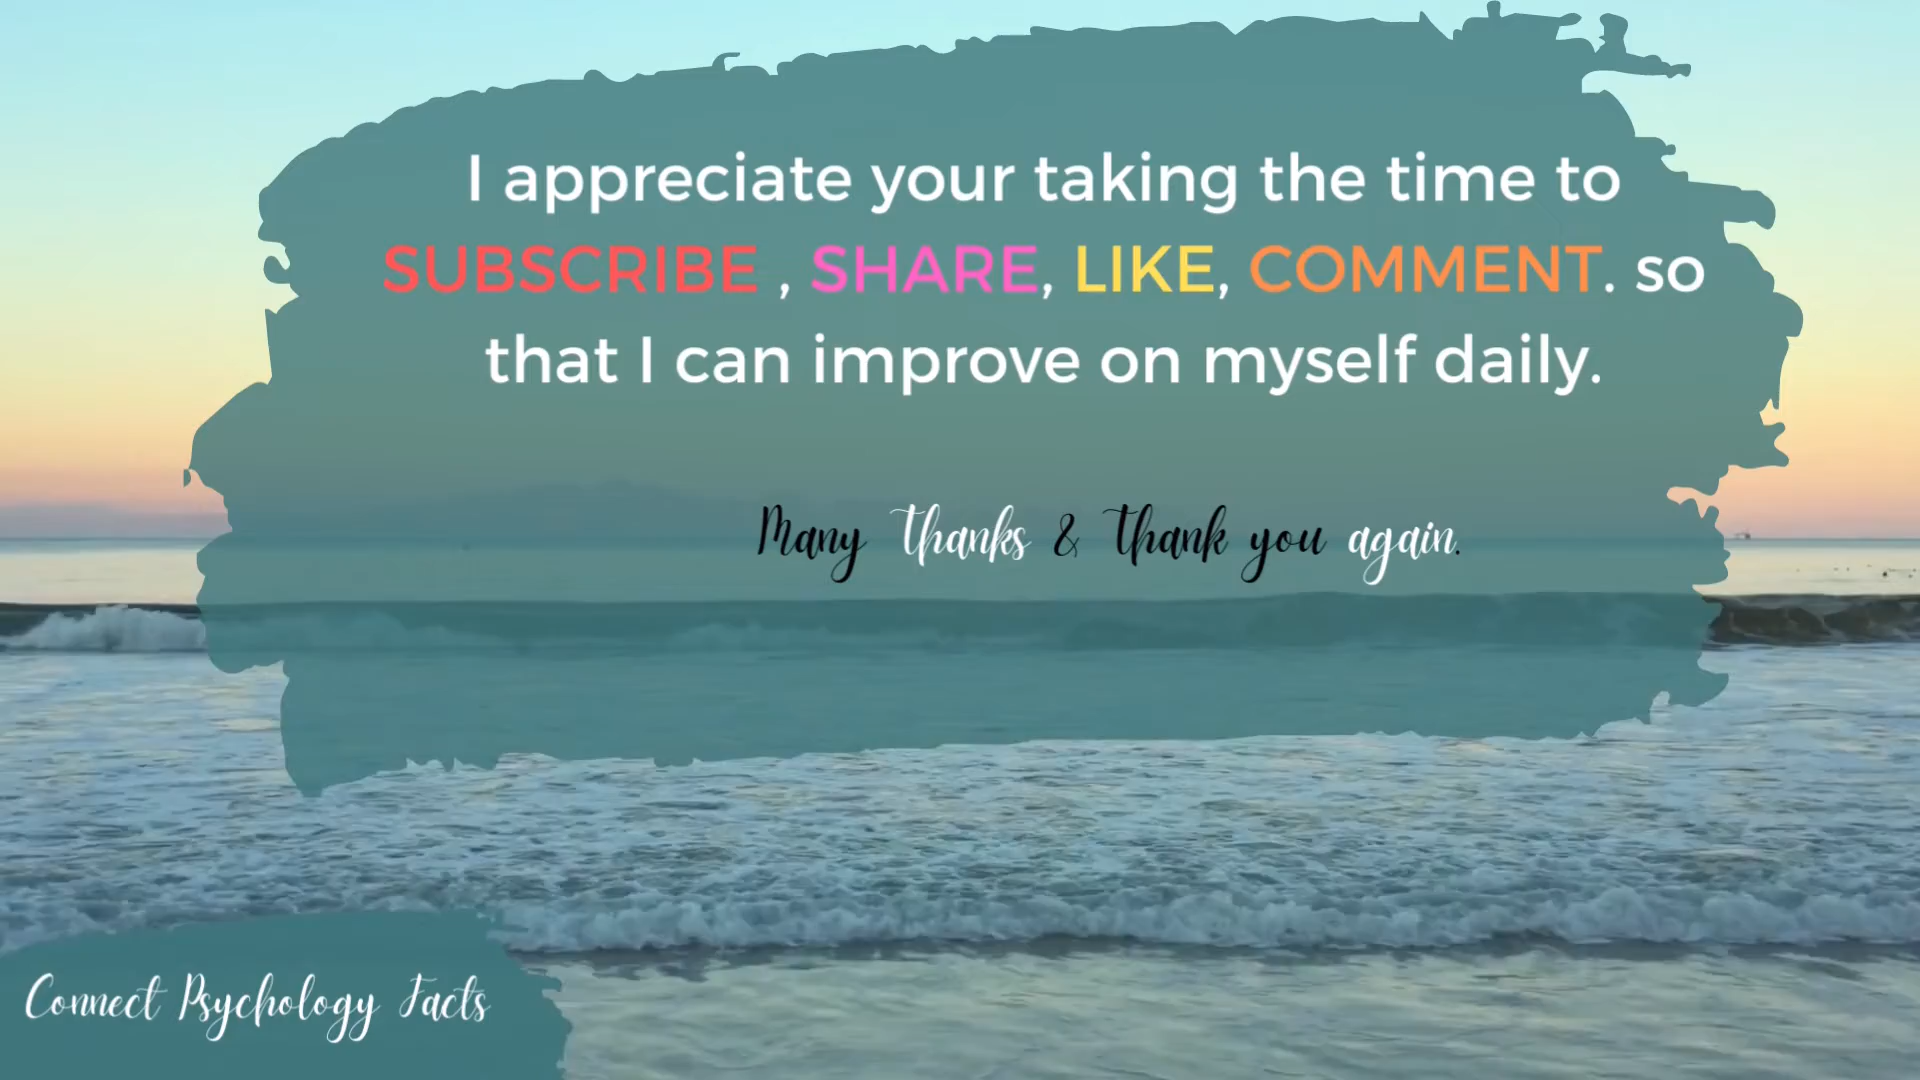 I appreciate your taking the time to
SUBSCRIBE , SHARE, LIKE, COMMENT. so
that I can improve on myself daily.
Many thanks & thank you again.
Connect Psychology Facts